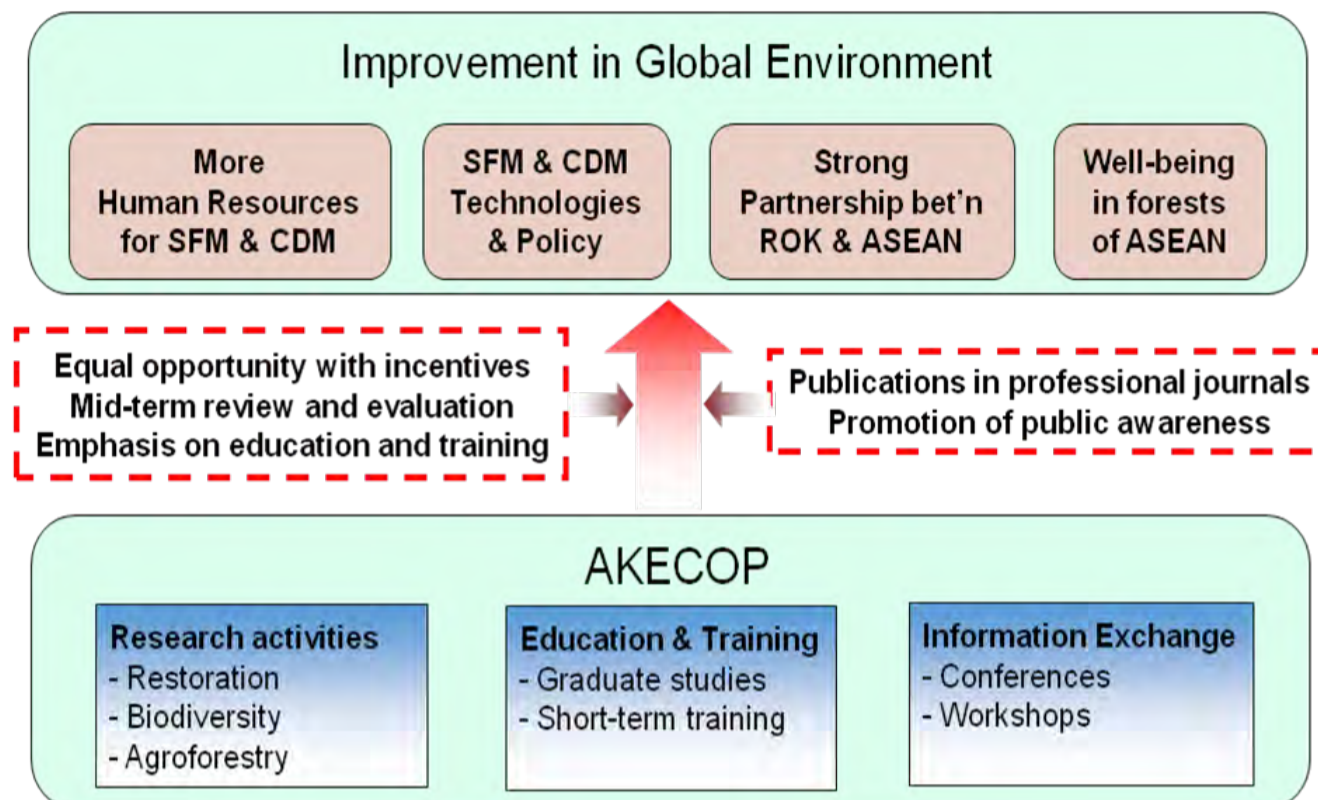 Improvement in Global Environment
More
Human Resources
for SFM & CDM
SFM & CDM
Technologies
& Policy
Strong
Partnership bet'n
ROK & ASEAN
Well-being
in forests
of ASEAN
Equal opportunity with incentives
Mid-term review and evaluation
Emphasis on education and training
Publications in professional journals
Promotion of public awareness
AKECOP
Research activities
- Restoration
- Biodiversity
- Agroforestry
Education & Training
- Graduate studies
- Short-term training
Information Exchange
- Conferences
- Workshops